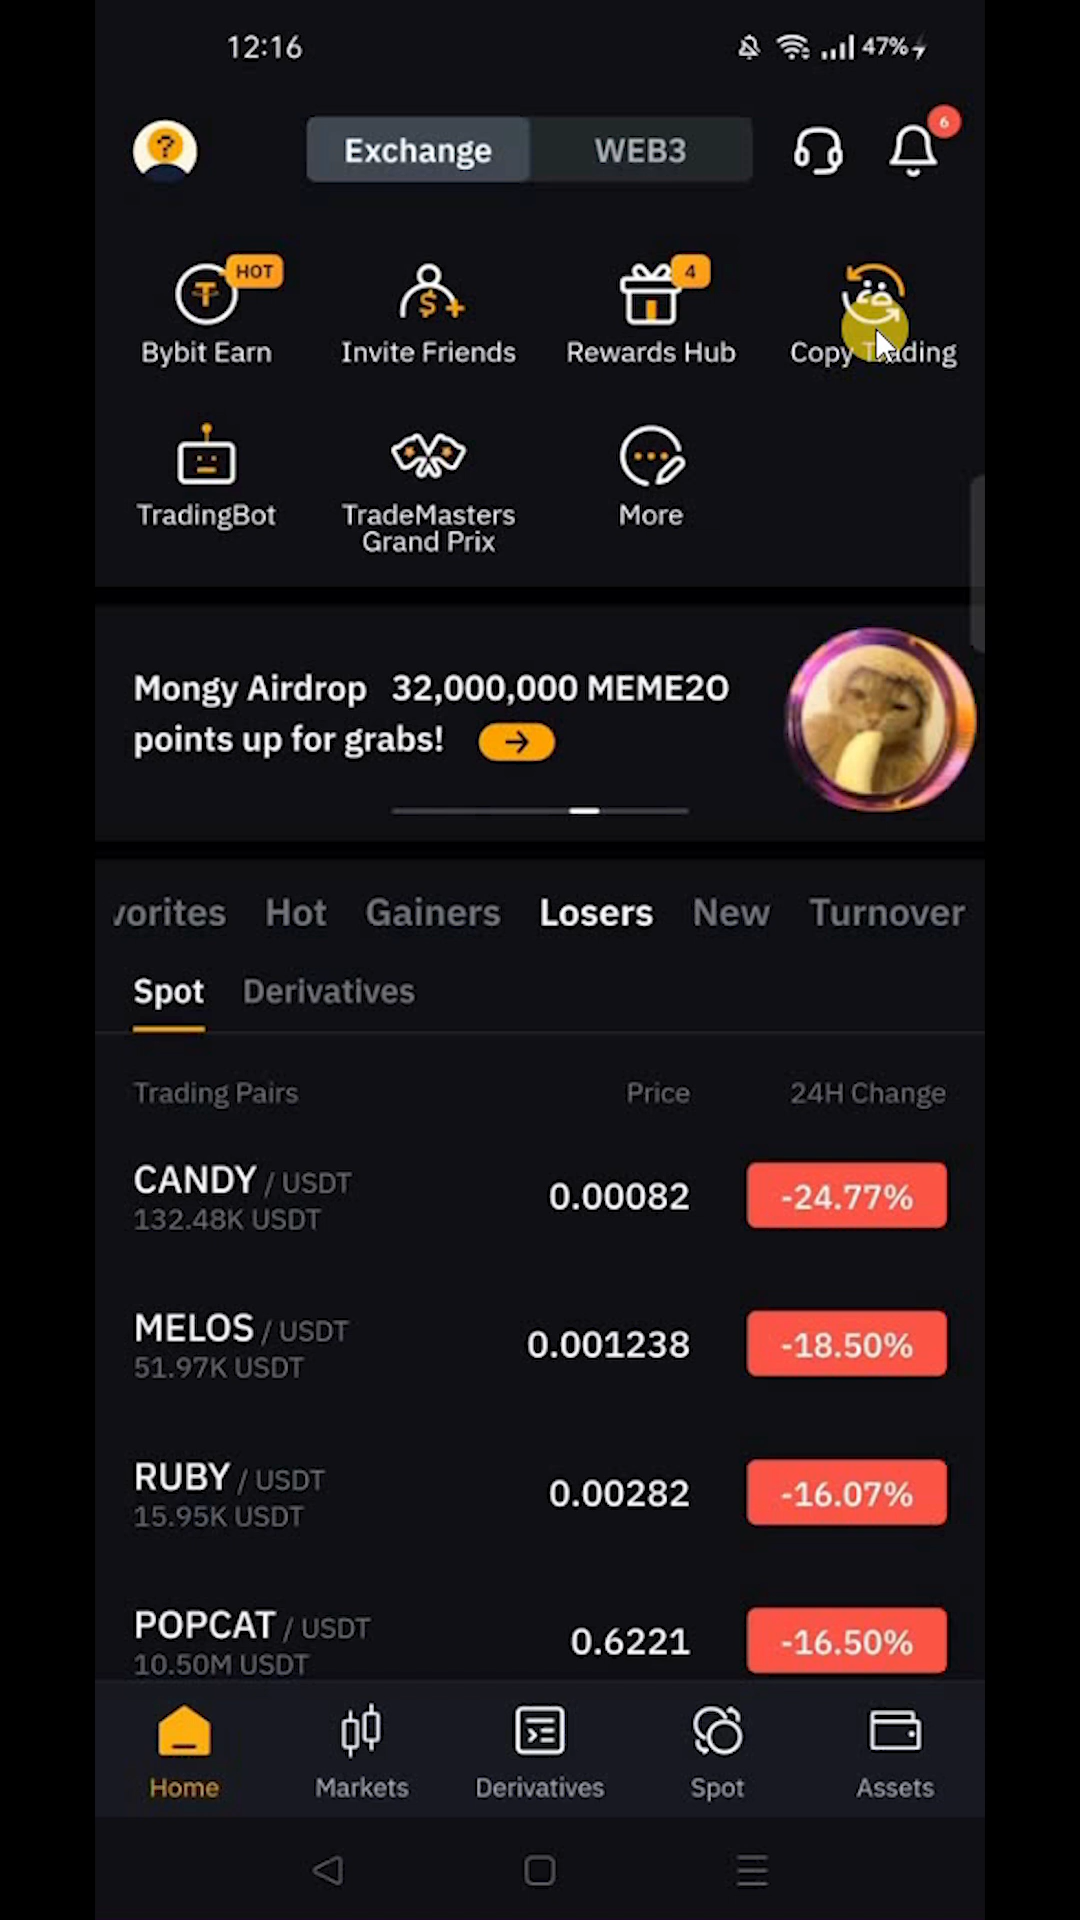 12:16
47%
Exchange
WEB3
6
HOT
4
Bybit Earn
Invite Friends
Rewards Hub
Copy Trading
TradingBot
TradeMasters
Grand Prix
More
Mongy Airdrop 32,000,000 MEME2O
points up for grabs!
vorites Hot Gainers Losers New Turnover
Spot Derivatives
Trading Pairs Price 24H Change
CANDY / USDT 0.00082 -24.77%
132.48K USDT
MELOS / USDT 0.001238 -18.50%
51.97K USDT
RUBY / USDT 0.00282 -16.07%
15.95K USDT
POPCAT / USDT 0.6221 -16.50%
10.50M USDT
Home Markets Derivatives Spot Assets